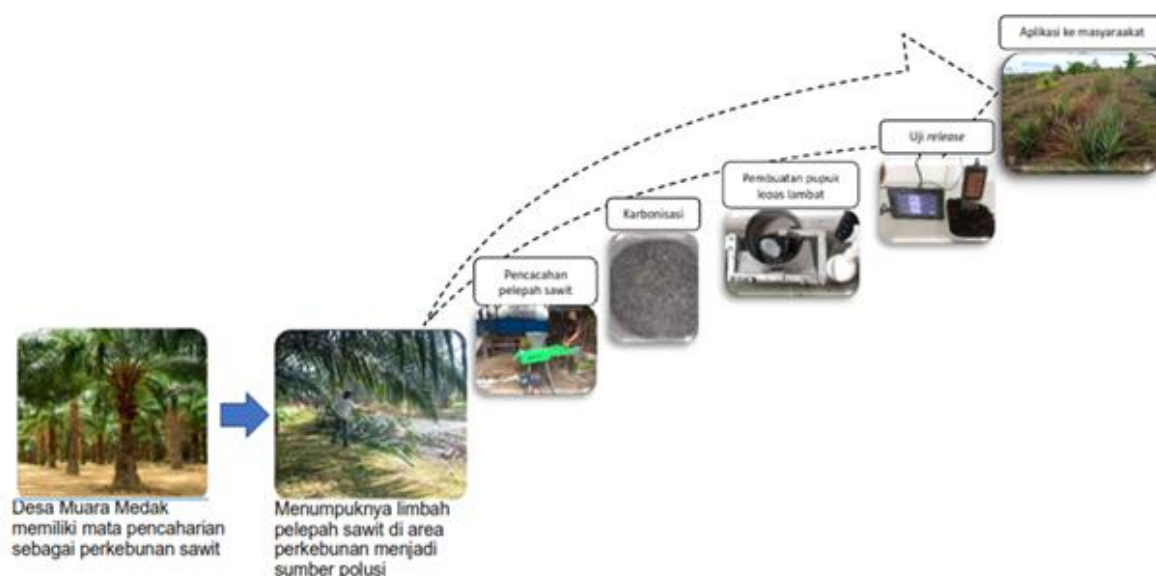 Desa Muara Medak
memiliki mata pencaharian
sebagai perkebunan sawit
Menumpuknya limbah
pelepah sawit di area
perkebunan menjadi
sumber polusi
Pencacahan
pelepah sawit
Karbonisasi
Pembuatan pupuk
lepas lambat
Uji release
Aplikasi ke masyaraakat